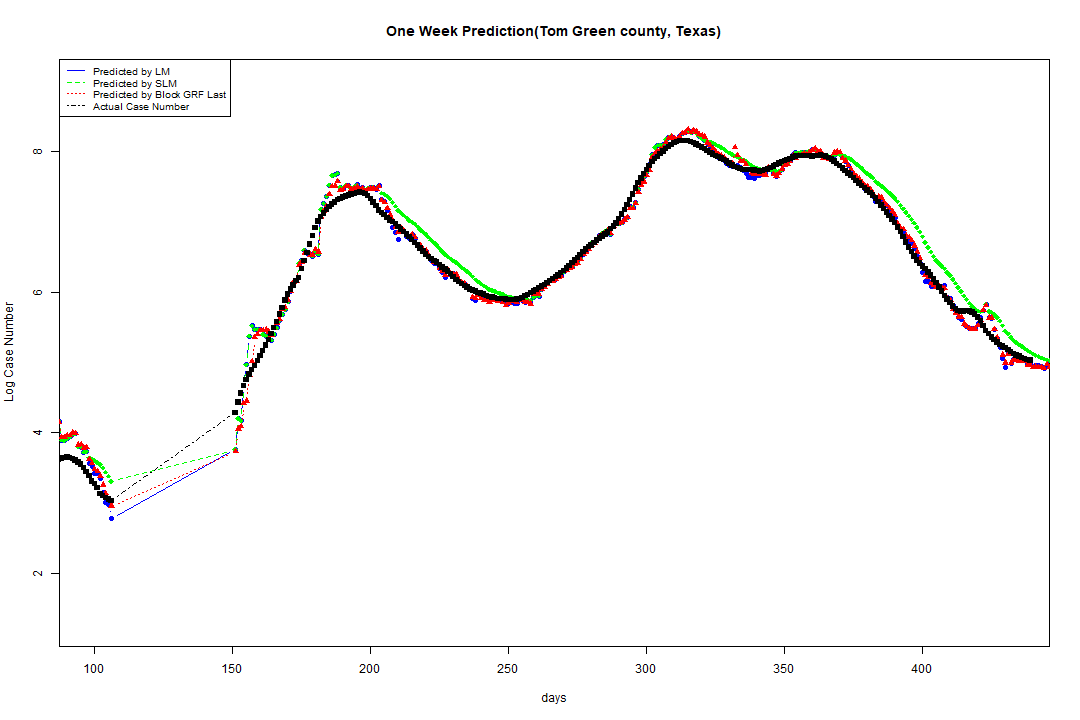 One Week Prediction(Tom Green county, Texas)
Predicted by LM
Predicted by SLM
Predicted by Block GRF Last
Actual Case Number
8
6
4
2
Log Case Number
100 150 200 250 300 350 400
days